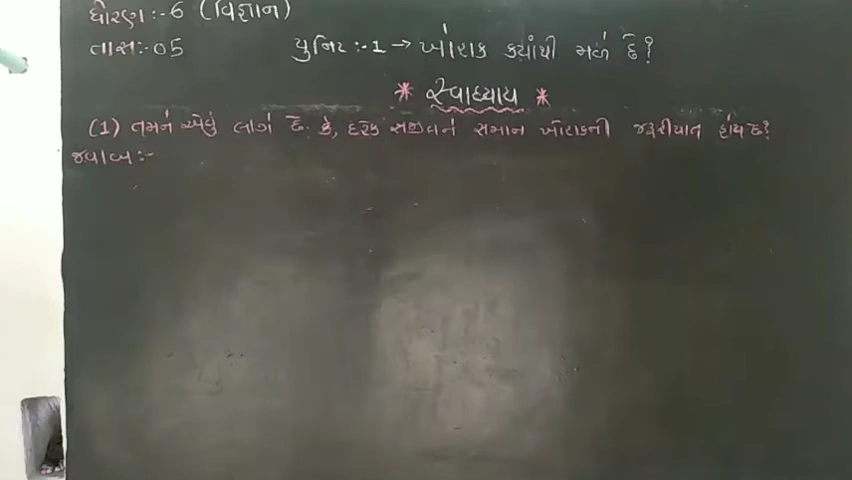 ધોરણ:-6 (વિજ્ઞાન)
તાસ:-05 યુનિટ:-1 → ખોરાક ક્યાંથી મળે છે?
* સ્વાધ્યાય *
(1) તમને એવું લાગે છે. કે, દરેક સજીવને સમાન ખોરાકની જરૂરીયાત હોય છે?
જવાબ:-